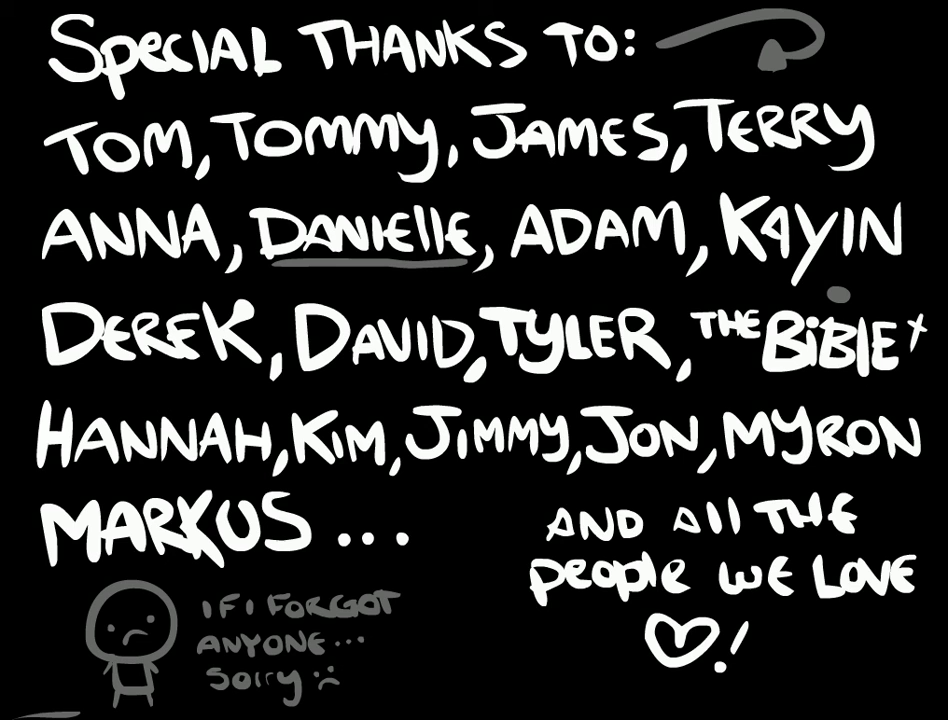 SPECIAL THANKS TO:
TOM, TOMMY, JAMES, TERRY
ANNA, DANIELLE, ADAM, KAYIN
DEREK, DAVID, TYLER, THE BiBLE
HANNAH, KiM, JiMMY, JON, MYRON
MARKUS...
AND All THE
people WE LOVE
♡!
IF I FORGOT
ANYONE...
Sorry :(